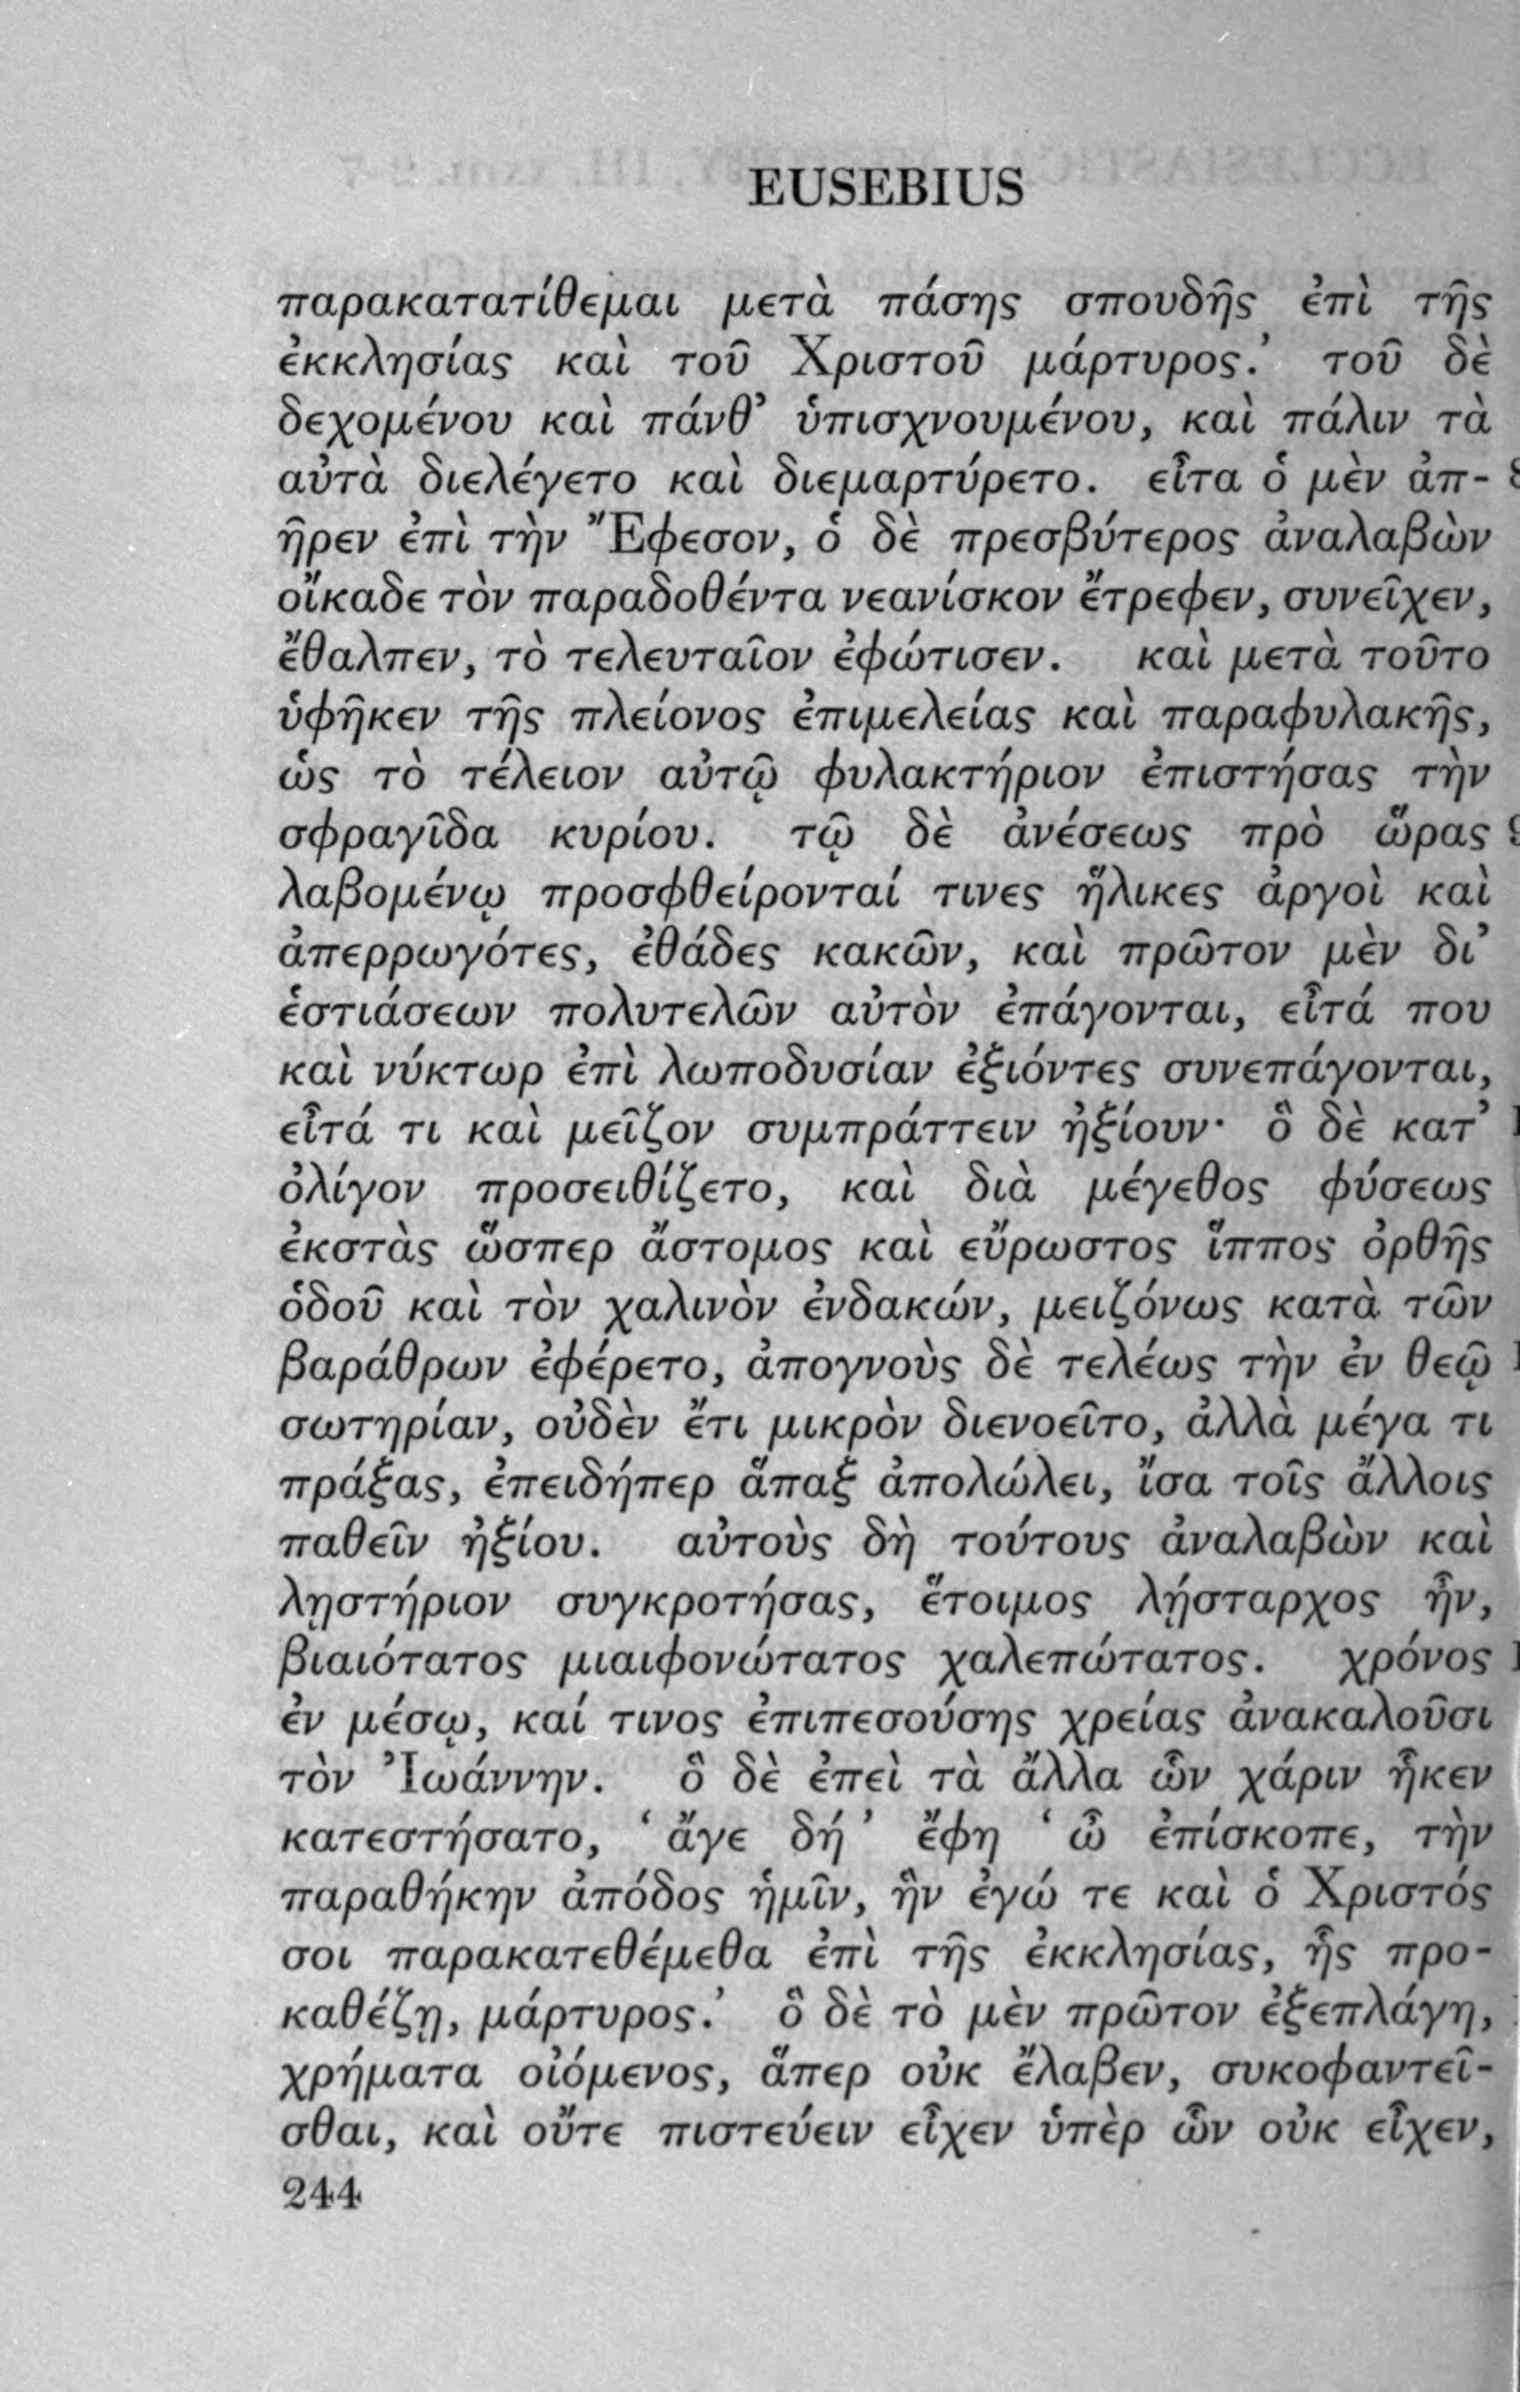 EUSEBIUS
παρακατατίθεμαι μετὰ πάσης σπουδῆς ἐπὶ τῆς
ἐκκλησίας καὶ τοῦ Χριστοῦ μάρτυρος.’ τοῦ δὲ
δεχομένου καὶ πάνθ’ ὑπισχνουμένου, καὶ πάλιν τὰ
αὐτὰ διελέγετο καὶ διεμαρτύρετο. εἶτα ὁ μὲν ἀπ-
ῆρεν ἐπὶ τὴν Ἔφεσον, ὁ δὲ πρεσβύτερος ἀναλαβὼν
οἴκαδε τὸν παραδοθέντα νεανίσκον ἔτρεφεν, συνεῖχεν,
ἔθαλπεν, τὸ τελευταῖον ἐφώτισεν. καὶ μετὰ τοῦτο
ὑφῆκεν τῆς πλείονος ἐπιμελείας καὶ παραφυλακῆς,
ὡς τὸ τέλειον αὐτῷ φυλακτήριον ἐπιστήσας τὴν
σφραγῖδα κυρίου. τῷ δὲ ἀνέσεως πρὸ ὥρας
λαβομένῳ προσφθείρονταί τινες ἥλικες ἀργοὶ καὶ
ἀπερρωγότες, ἐθάδες κακῶν, καὶ πρῶτον μὲν δι’
ἑστιάσεων πολυτελῶν αὐτὸν ἐπάγονται, εἶτά που
καὶ νύκτωρ ἐπὶ λωποδυσίαν ἐξιόντες συνεπάγονται,
εἶτά τι καὶ μεῖζον συμπράττειν ἠξίουν· ὃ δὲ κατ’
ὀλίγον προσειθίζετο, καὶ διὰ μέγεθος φύσεως
ἐκστὰς ὥσπερ ἄστομος καὶ εὔρωστος ἵππος ὀρθῆς
ὁδοῦ καὶ τὸν χαλινὸν ἐνδακών, μειζόνως κατὰ τῶν
βαράθρων ἐφέρετο, ἀπογνοὺς δὲ τελέως τὴν ἐν θεῷ
σωτηρίαν, οὐδὲν ἔτι μικρὸν διενοεῖτο, ἀλλὰ μέγα τι
πράξας, ἐπειδήπερ ἅπαξ ἀπολώλει, ἴσα τοῖς ἄλλοις
παθεῖν ἠξίου. αὐτοὺς δὴ τούτους ἀναλαβὼν καὶ
λῃστήριον συγκροτήσας, ἕτοιμος λῄσταρχος ἦν,
βιαιότατος μιαιφονώτατος χαλεπώτατος. χρόνος
ἐν μέσῳ, καί τινος ἐπιπεσούσης χρείας ἀνακαλοῦσι
τὸν Ἰωάννην. ὃ δὲ ἐπεὶ τὰ ἄλλα ὧν χάριν ἧκεν
κατεστήσατο, ‘ἄγε δή’ ἔφη ‘ὦ ἐπίσκοπε, τὴν
παραθήκην ἀπόδος ἡμῖν, ἣν ἐγώ τε καὶ ὁ Χριστός
σοι παρακατεθέμεθα ἐπὶ τῆς ἐκκλησίας, ἧς προ-
καθέζῃ, μάρτυρος.’ ὃ δὲ τὸ μὲν πρῶτον ἐξεπλάγη,
χρήματα οἰόμενος, ἅπερ οὐκ ἔλαβεν, συκοφαντεῖ-
σθαι, καὶ οὔτε πιστεύειν εἶχεν ὑπὲρ ὧν οὐκ εἶχεν,
244